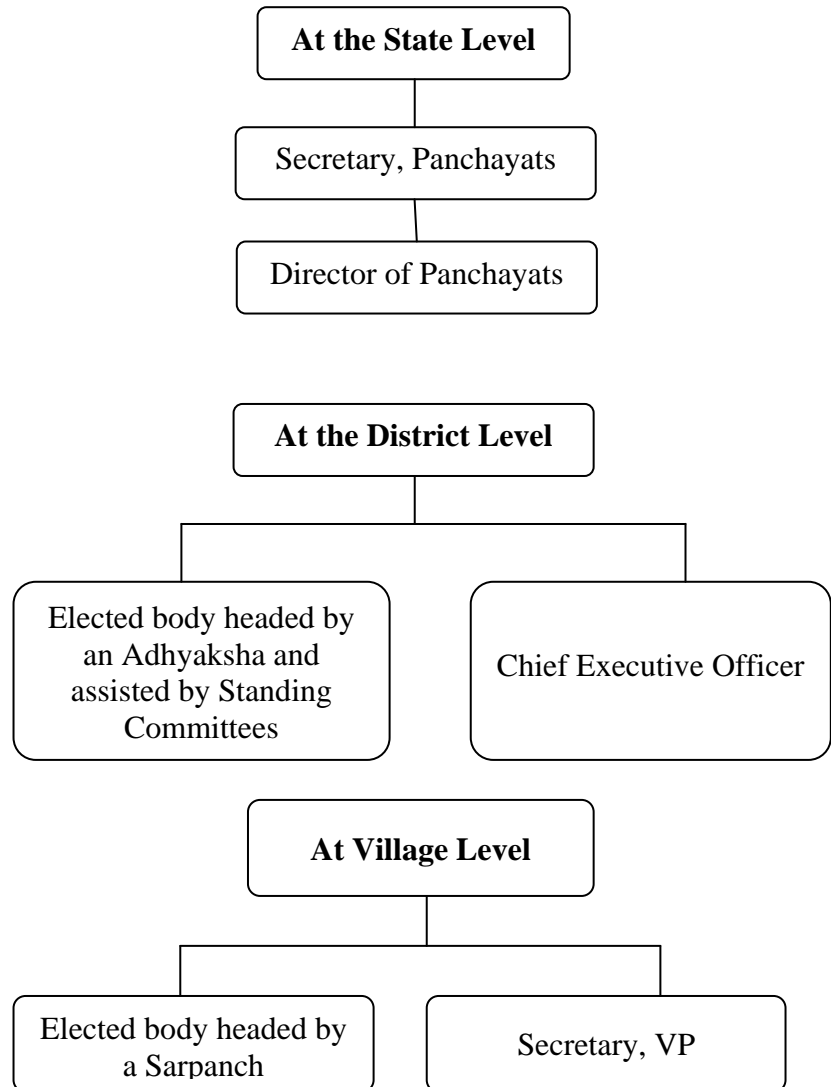 At the State Level
Secretary, Panchayats
Director of Panchayats
At the District Level
Elected body headed by
an Adhyaksha and
assisted by Standing
Committees
Chief Executive Officer
At Village Level
Elected body headed by
a Sarpanch
Secretary, VP